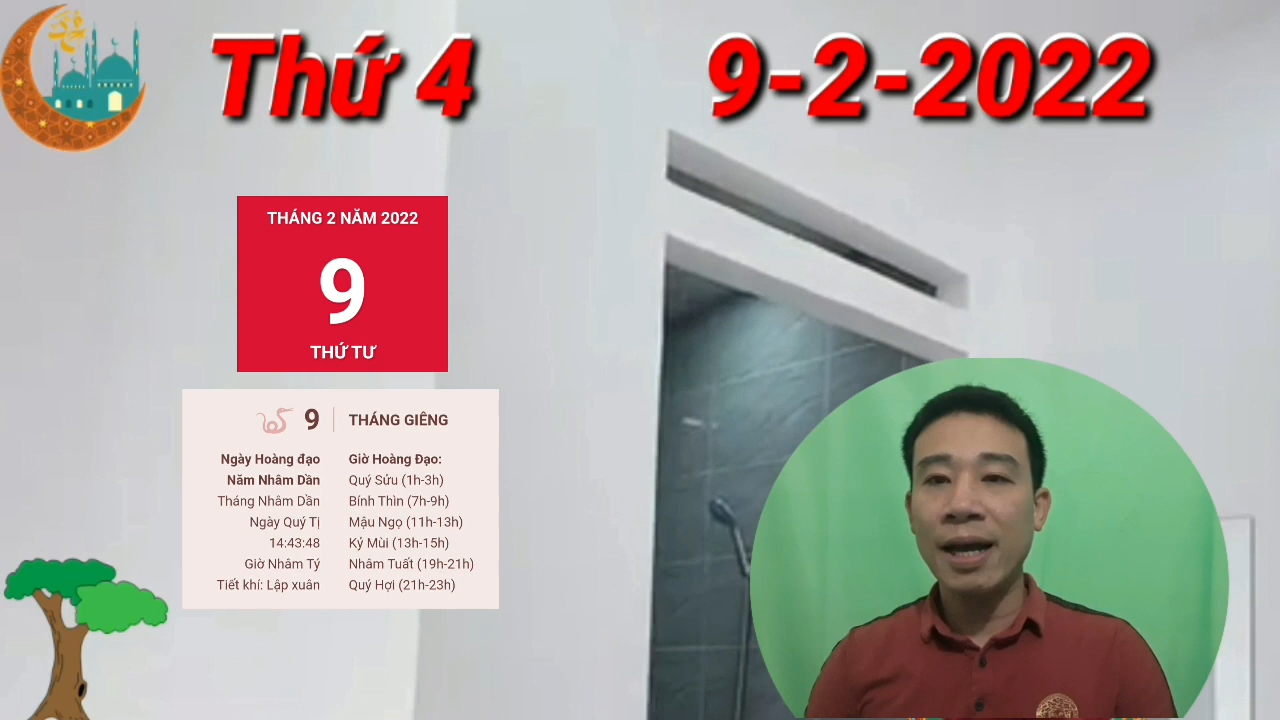 Thứ 4
9-2-2022
THÁNG 2 NĂM 2022
9
THỨ TƯ
9
THÁNG GIÊNG
Ngày Hoàng đạo
Năm Nhâm Dần
Tháng Nhâm Dần
Ngày Quý Tị
14:43:48
Giờ Nhâm Tý
Tiết khí: Lập xuân
Giờ Hoàng Đạo:
Quý Sửu (1h-3h)
Bính Thìn (7h-9h)
Mậu Ngọ (11h-13h)
Kỷ Mùi (13h-15h)
Nhâm Tuất (19h-21h)
Quý Hợi (21h-23h)